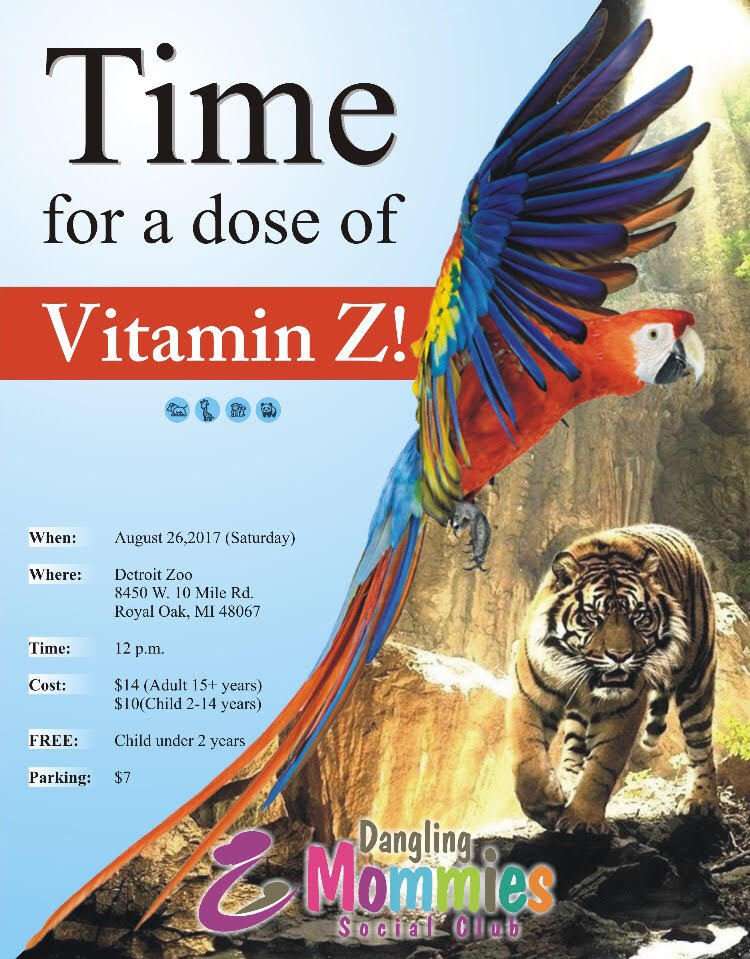 Time
for a dose of
Vitamin Z!
When: August 26,2017 (Saturday)
Where: Detroit Zoo
8450 W. 10 Mile Rd.
Royal Oak, MI 48067
Time: 12 p.m.
Cost: $14 (Adult 15+ years)
$10(Child 2-14 years)
FREE: Child under 2 years
Parking: $7
Dangling
Mommies
Social Club